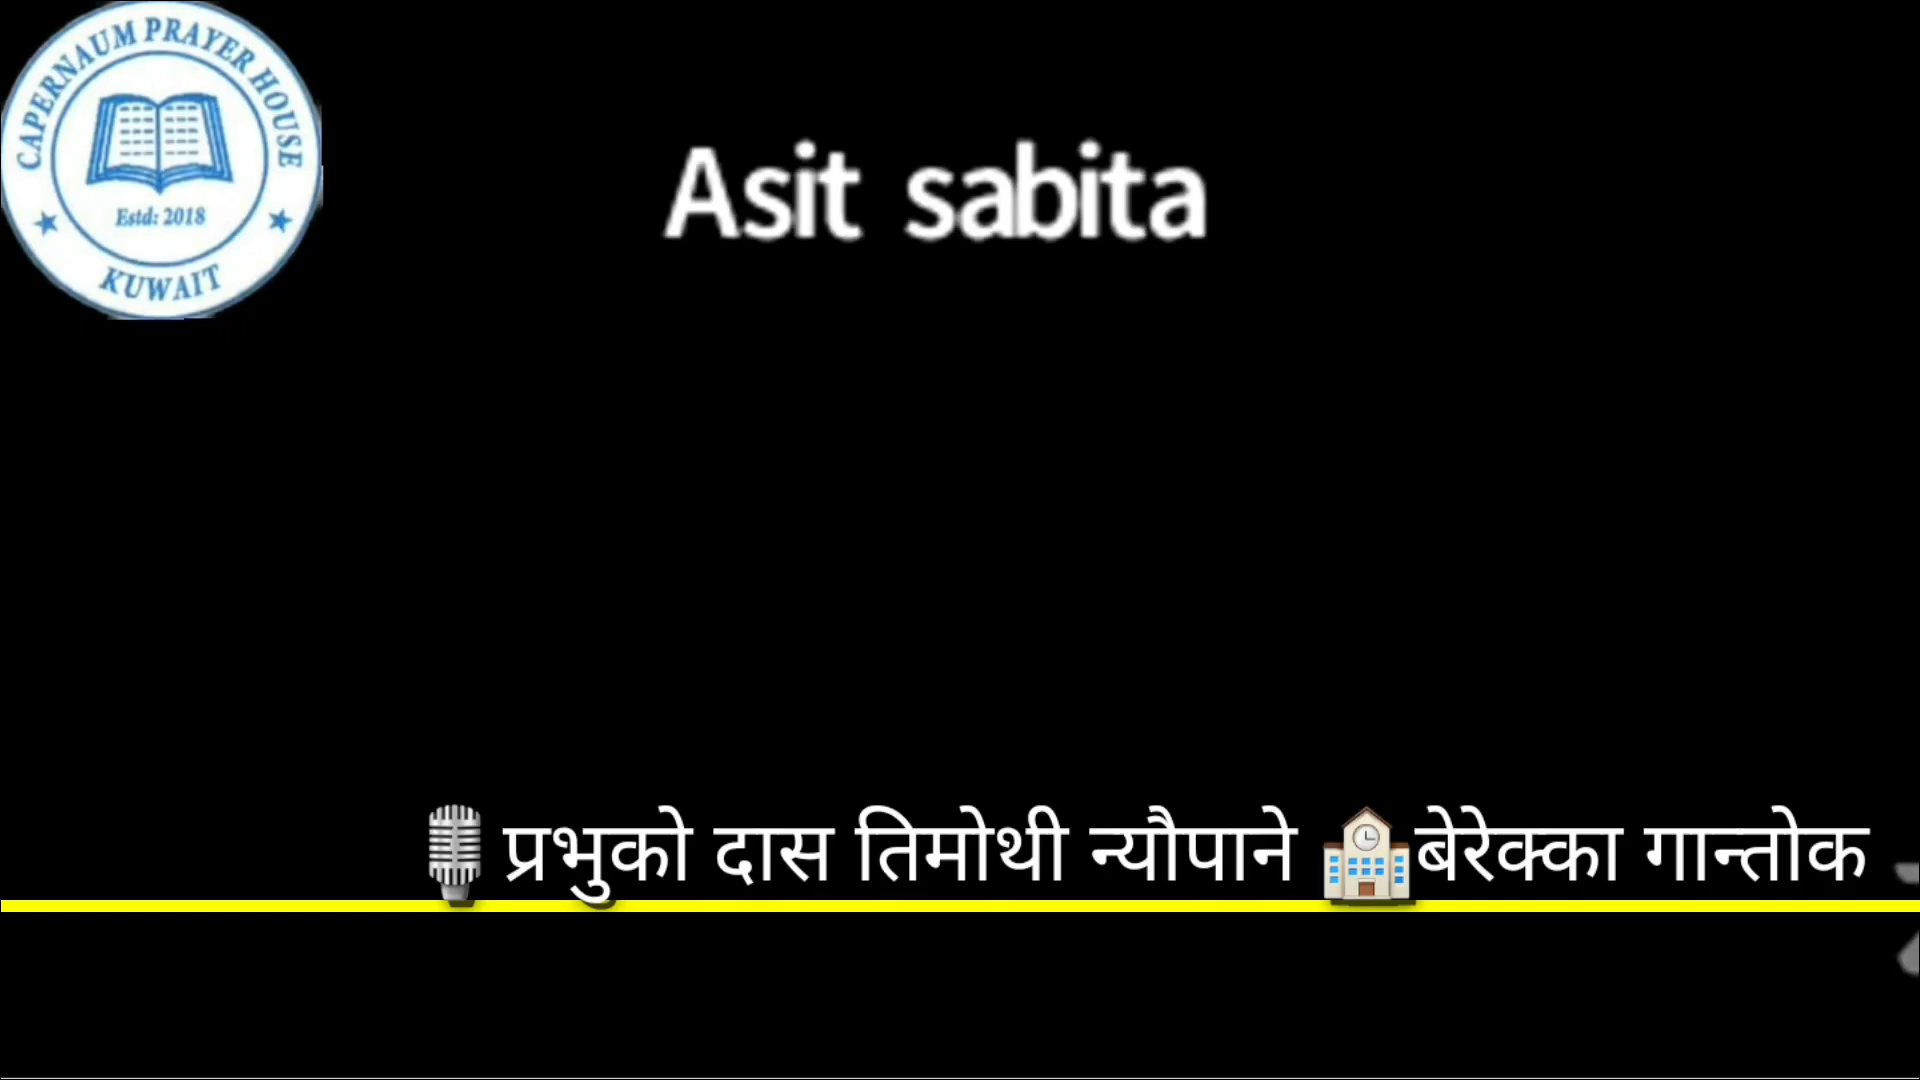 CAPERNAUM PRAYER HOUSE
Estd: 2018
KUWAIT
Asit sabita
प्रभुको दास तिमोथी न्यौपाने बेरेक्का गान्तोक